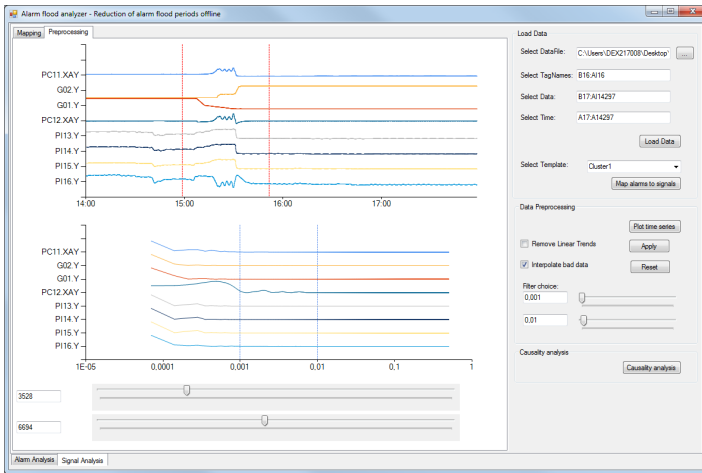 Alarm flood analyzer - Reduction of alarm flood periods offline
Mapping Preprocessing
PC11.XAY
G02.Y
G01.Y
PC12.XAY
PI13.Y
PI14.Y
PI15.Y
PI16.Y
14:00 15:00 16:00 17:00
PC11.XAY
G02.Y
G01.Y
PC12.XAY
PI13.Y
PI14.Y
PI15.Y
PI16.Y
1E-05 0.0001 0.001 0.01 0.1 1
3528
6694
Alarm Analysis Signal Analysis
Load Data
Select DataFile: C:\Users\DEX217008\Desktop\ ...
Select TagNames: B16:AI16
Select Data: B17:AI14297
Select Time: A17:A14297
Load Data
Select Template: Cluster1
Map alarms to signals
Data Preprocessing
Plot time series
Remove Linear Trends Apply
Interpolate bad data Reset
Filter choice:
0,001
0,01
Causality analysis
Causality analysis